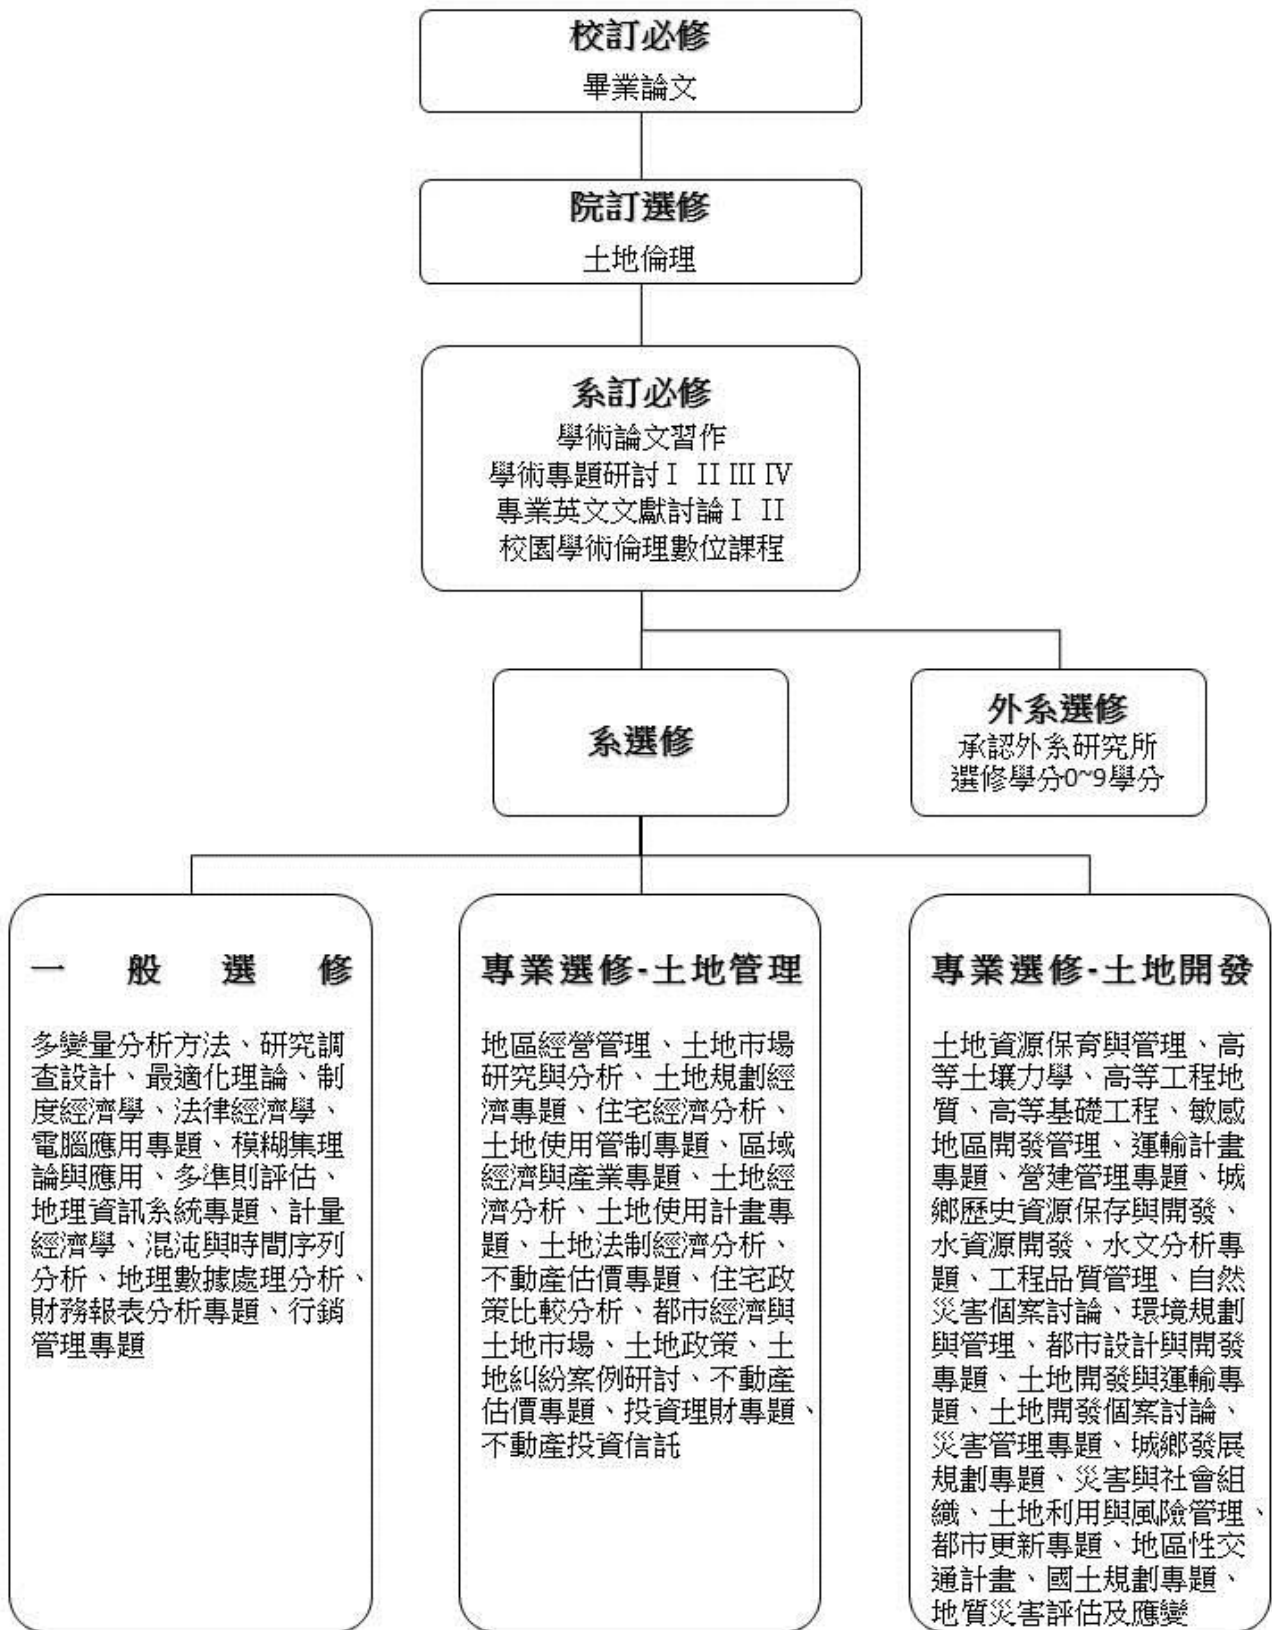 校訂必修
畢業論文
院訂選修
土地倫理
系訂必修
學術論文習作
學術專題研討Ⅰ Ⅱ Ⅲ Ⅳ
專業英文文獻討論Ⅰ Ⅱ
校園學術倫理數位課程
系選修
外系選修
承認外系研究所
選修學分0~9學分
一般選修
多變量分析方法、研究調
查設計、最適化理論、制
度經濟學、法律經濟學、
電腦應用專題、模糊集理
論與應用、多準則評估、
地理資訊系統專題、計量
經濟學、混沌與時間序列
分析、地理數據處理分析、
財務報表分析專題、行銷
管理專題
專業選修-土地管理
地區經營管理、土地市場
研究與分析、土地規劃經
濟專題、住宅經濟分析、
土地使用管制專題、區域
經濟與產業專題、土地經
濟分析、土地使用計畫專
題、土地法制經濟分析、
不動產估價專題、住宅政
策比較分析、都市經濟與
土地市場、土地政策、土
地糾紛案例研討、不動產
估價專題、投資理財專題、
不動產投資信託
專業選修-土地開發
土地資源保育與管理、高
等土壤力學、高等工程地
質、高等基礎工程、敏感
地區開發管理、運輸計畫
專題、營建管理專題、城
鄉歷史資源保存與開發、
水資源開發、水文分析專
題、工程品質管理、自然
災害個案討論、環境規劃
與管理、都市設計與開發
專題、土地開發與運輸專
題、土地開發個案討論、
災害管理專題、城鄉發展
規劃專題、災害與社會組
織、土地利用與風險管理、
都市更新專題、地區性交
通計畫、國土規劃專題、
地質災害評估及應變